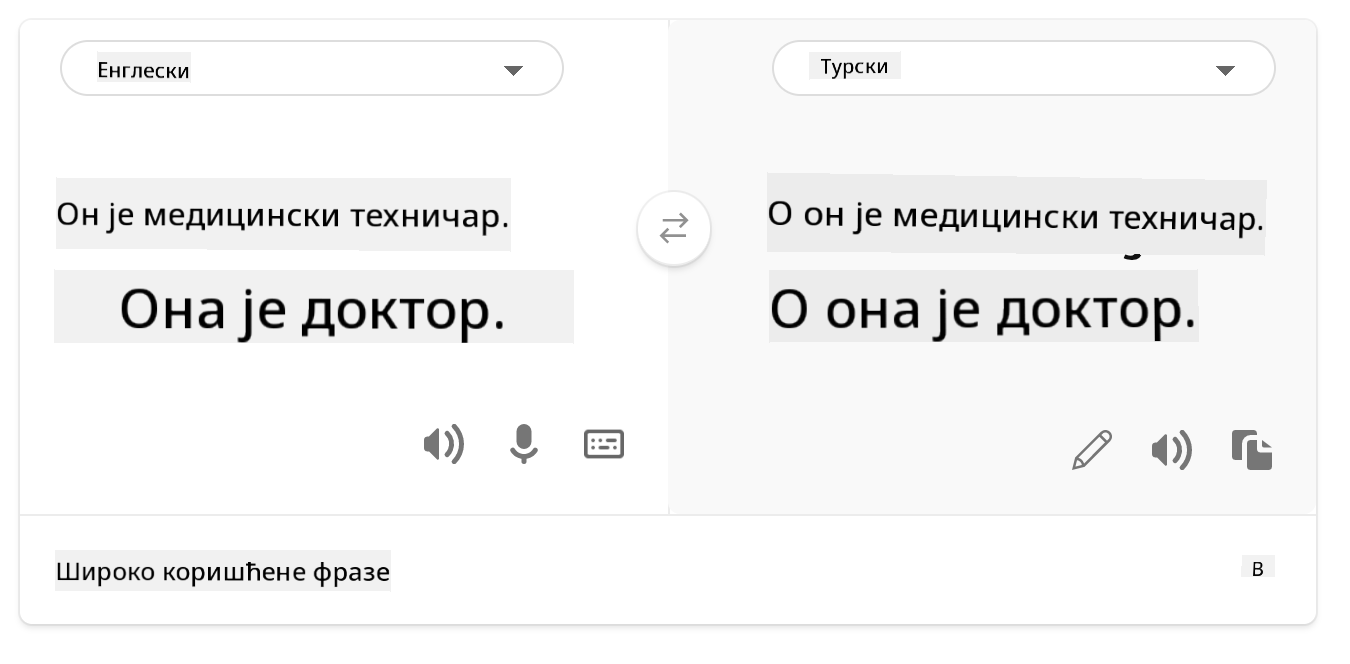 Енглески
Турски
Он је медицински техничар.
Она је доктор.
О он је медицински техничар.
О она је доктор.
Широко коришћене фразе
В